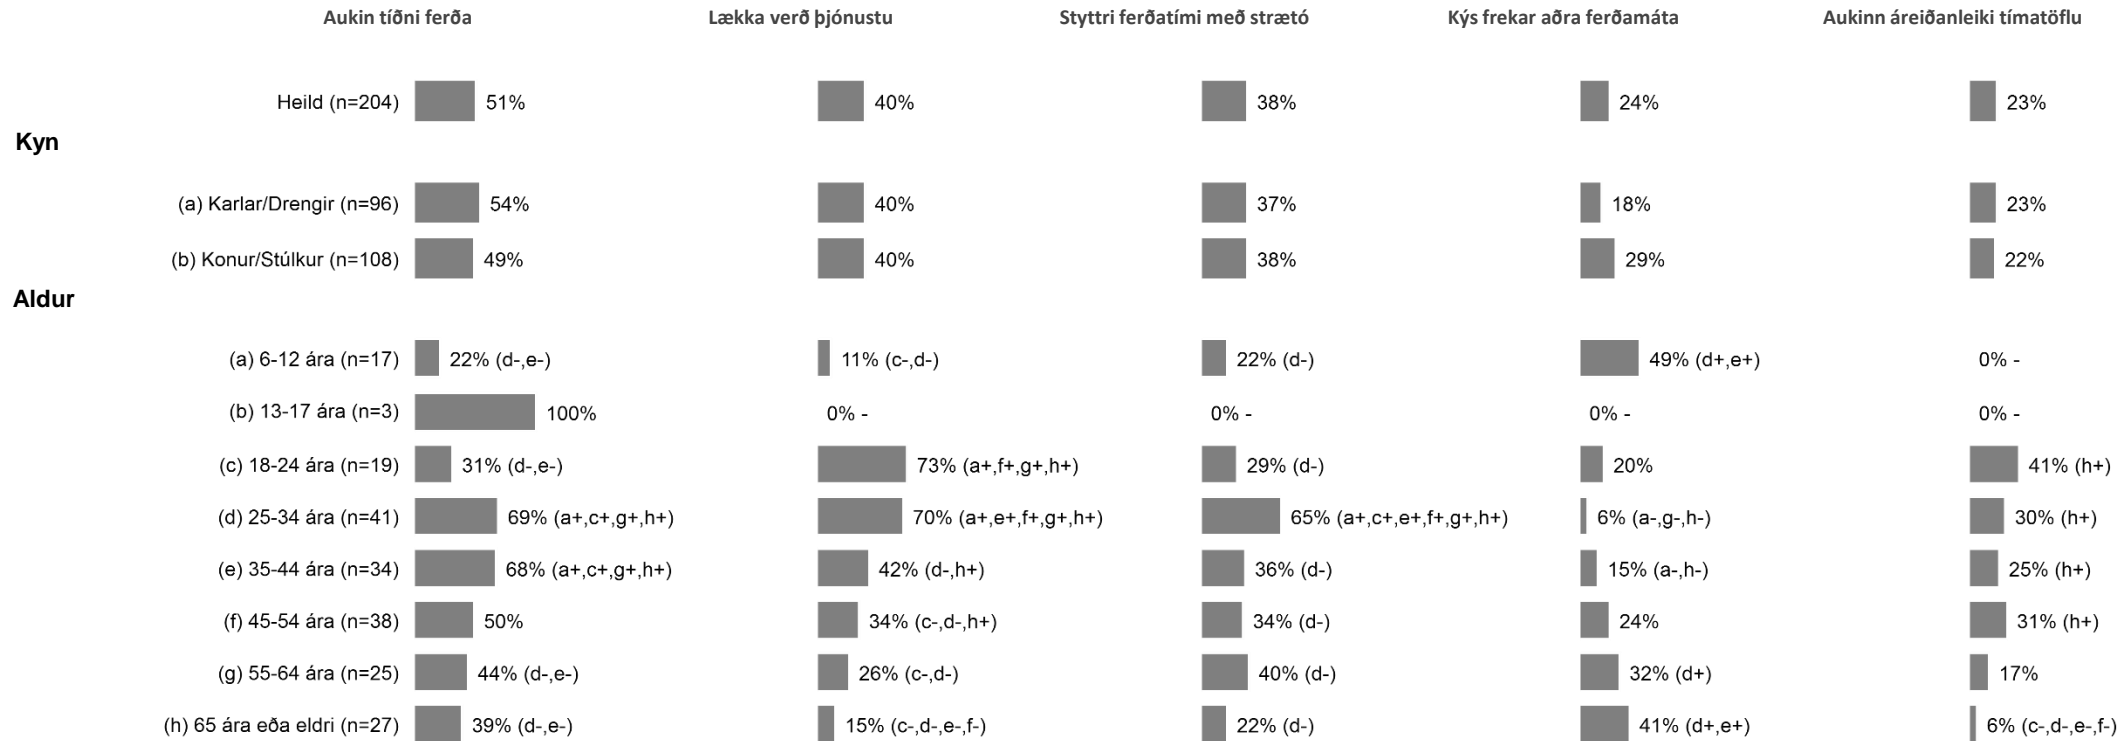 Aukin tíðni ferða Lækka verð þjónustu Styttri ferðatími með strætó Kýs frekar aðra ferðamáta Aukinn áreiðanleiki tímatöflu
Heild (n=204) 51% 40% 38% 24% 23%
Kyn
(a) Karlar/Drengir (n=96) 54% 40% 37% 18% 23%
(b) Konur/Stúlkur (n=108) 49% 40% 38% 29% 22%
Aldur
(a) 6-12 ára (n=17) 22% (d-,e-) 11% (c-,d-) 22% (d-) 49% (d+,e+) 0% -
(b) 13-17 ára (n=3) 100% 0% - 0% - 0% - 0% -
(c) 18-24 ára (n=19) 31% (d-,e-) 73% (a+,f+,g+,h+) 29% (d-) 20% 41% (h+)
(d) 25-34 ára (n=41) 69% (a+,c+,g+,h+) 70% (a+,e+,f+,g+,h+) 65% (a+,c+,e+,f+,g+,h+) 6% (a-,g-,h-) 30% (h+)
(e) 35-44 ára (n=34) 68% (a+,c+,g+,h+) 42% (d-,h+) 36% (d-) 15% (a-,h-) 25% (h+)
(f) 45-54 ára (n=38) 50% 34% (c-,d-,h+) 34% (d-) 24% 31% (h+)
(g) 55-64 ára (n=25) 44% (d-,e-) 26% (c-,d-) 40% (d-) 32% (d+) 17%
(h) 65 ára eða eldri (n=27) 39% (d-,e-) 15% (c-,d-,e-,f-) 22% (d-) 41% (d+,e+) 6% (c-,d-,e-,f-)